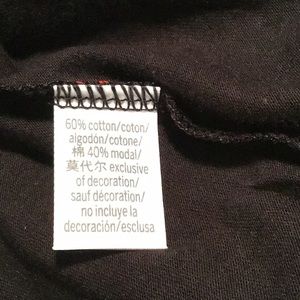 60% cotton/coton/
algodón/cotone/
棉 40% modal/
莫代尔 exclusive
of decoration/
sauf décoration/
no incluye la
decoración/esclusa